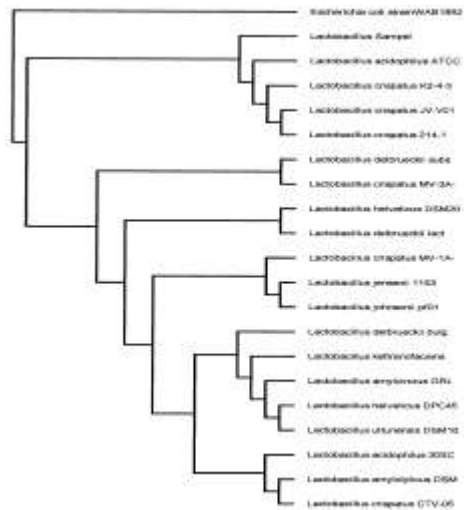 Escherichia coli strain WAB1892
Lactobacillus Sampel
Lactobacillus acidophilus ATCC
Lactobacillus crispatus K2-4-3
Lactobacillus crispatus JV-V01
Lactobacillus crispatus 214-1
Lactobacillus delbrueckii subs
Lactobacillus crispatus MV-3A-
Lactobacillus helveticus DSM20
Lactobacillus delbrueckii lact
Lactobacillus crispatus MV-1A-
Lactobacillus jensenii 1153
Lactobacillus johnsonii pf01
Lactobacillus delbrueckii bulg
Lactobacillus kefiranofaciens
Lactobacillus amylovorus GRL
Lactobacillus helveticus DPC45
Lactobacillus ultunensis DSM16
Lactobacillus acidophilus 30SC
Lactobacillus amylolyticus DSM
Lactobacillus crispatus CTV-05